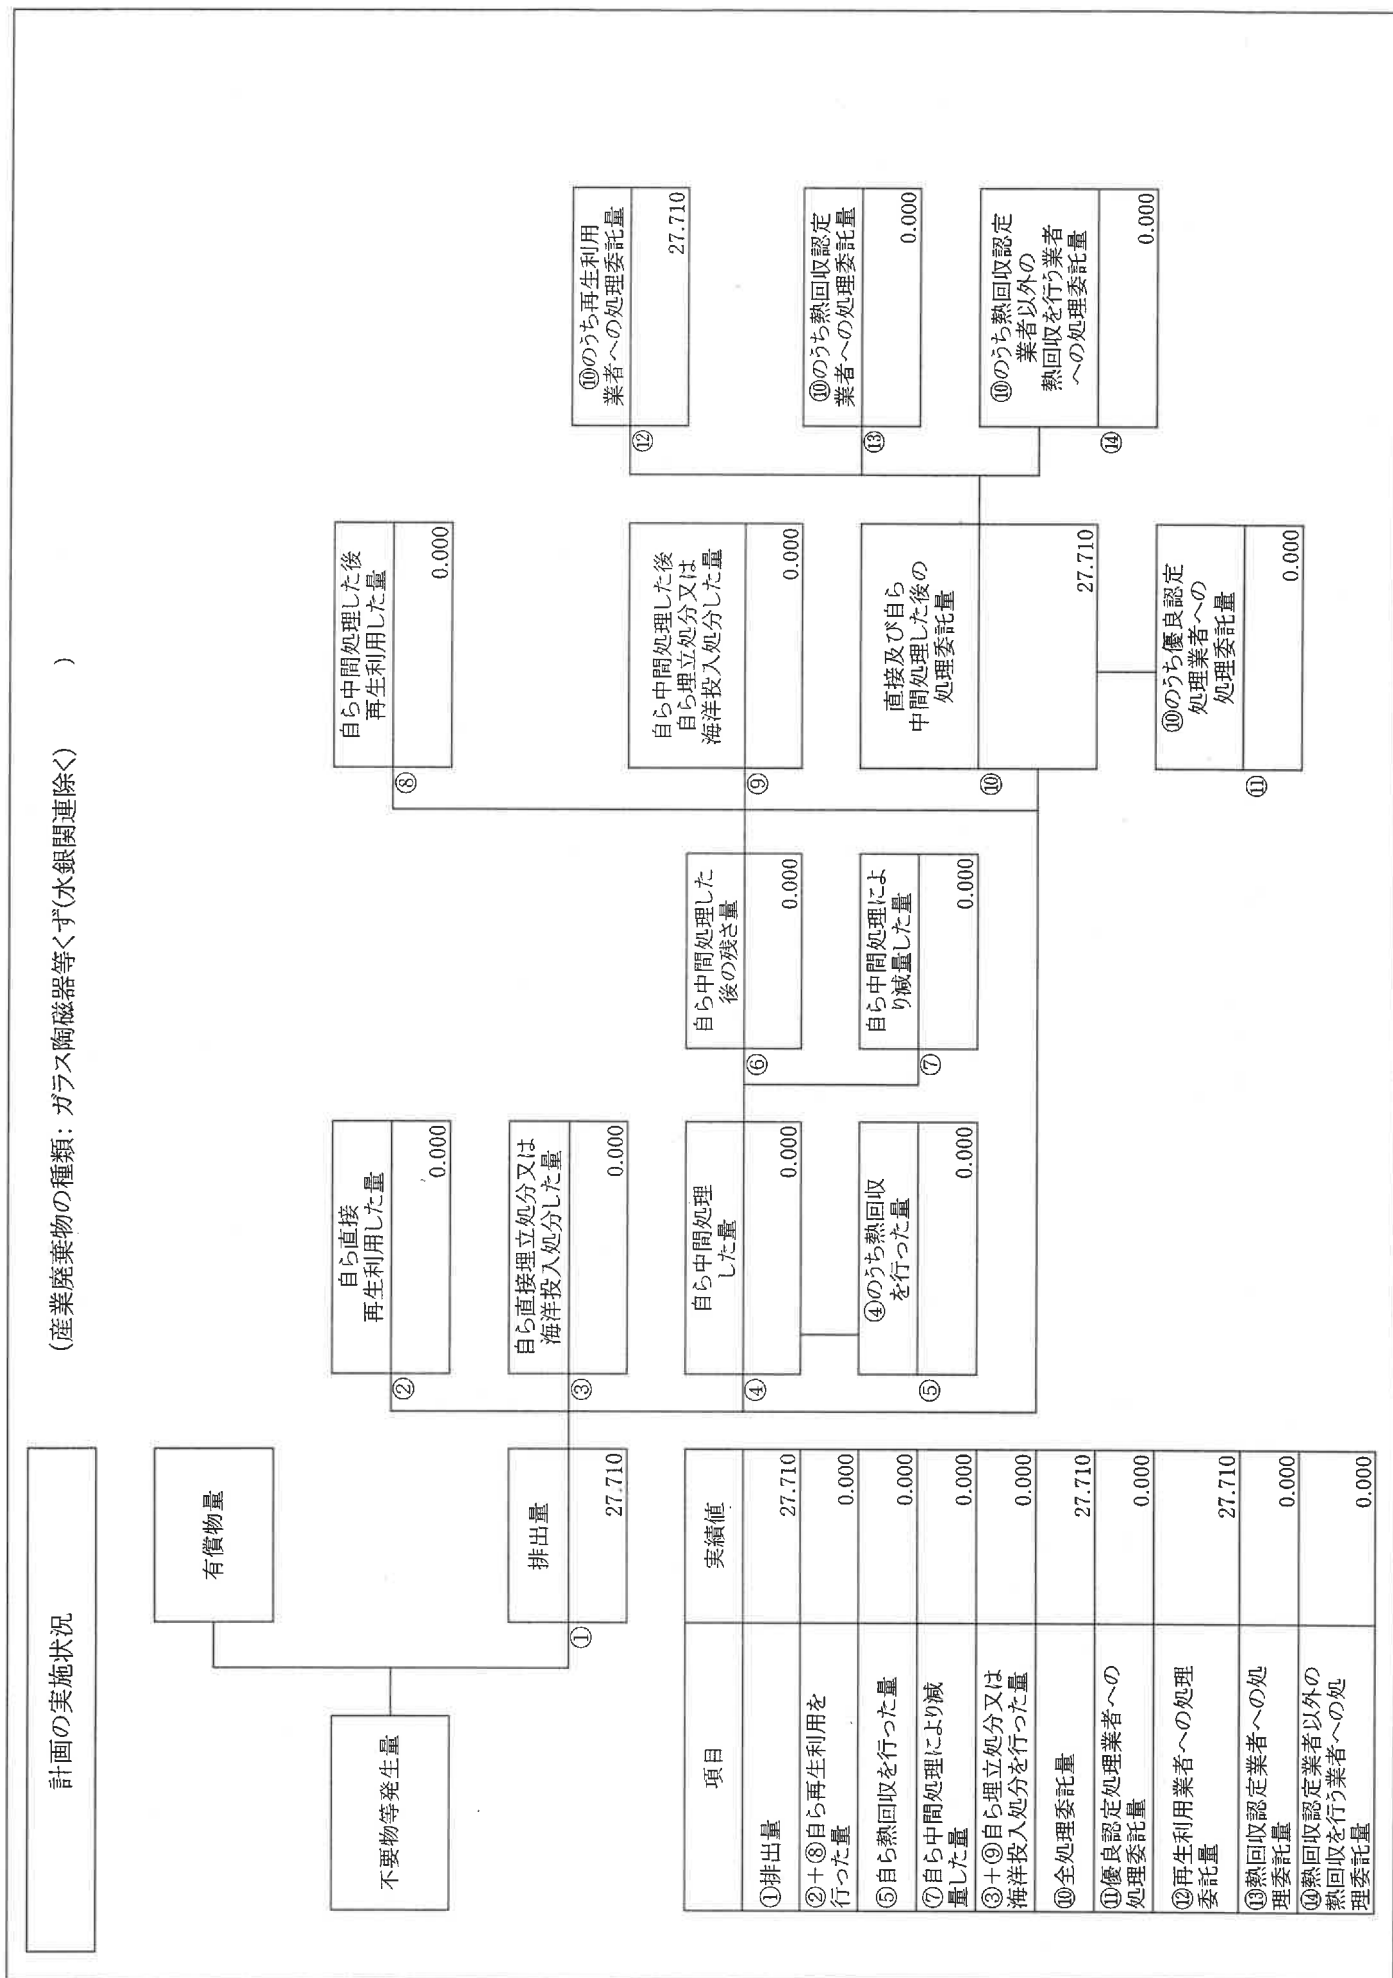 計画の実施状況
(産業廃棄物の種類: ガラス陶磁器等くず(水銀関連除く)                )
不要物等発生量
有償物量
排出量
①
27.710
自ら直接
再生利用した量
②
0.000
自ら直接埋立処分又は
海洋投入処分した量
③
0.000
自ら中間処理
した量
④
0.000
④のうち熱回収
を行った量
⑤
0.000
自ら中間処理した
後の残さ量
⑥
0.000
自ら中間処理によ
り減量した量
⑦
0.000
自ら中間処理した後
再生利用した量
⑧
0.000
自ら中間処理した後
自ら埋立処分又は
海洋投入処分した量
⑨
0.000
直接及び自ら
中間処理した後の
処理委託量
⑩
27.710
⑩のうち優良認定
処理業者への
処理委託量
⑪
0.000
⑩のうち再生利用
業者への処理委託量
⑫
27.710
⑩のうち熱回収認定
業者への処理委託量
⑬
0.000
⑩のうち熱回収認定
業者以外の
熱回収を行う業者
への処理委託量
⑭
0.000
項目 実績値
①排出量 27.710
②+⑧自ら再生利用を
行った量 0.000
⑤自ら熱回収を行った量 0.000
⑦自ら中間処理により減
量した量 0.000
③+⑨自ら埋立処分又は
海洋投入処分を行った量 0.000
⑩全処理委託量 27.710
⑪優良認定処理業者への
処理委託量 0.000
⑫再生利用業者への処理
委託量 27.710
⑬熱回収認定業者への処
理委託量 0.000
⑭熱回収認定業者以外の
熱回収を行う業者への処
理委託量 0.000